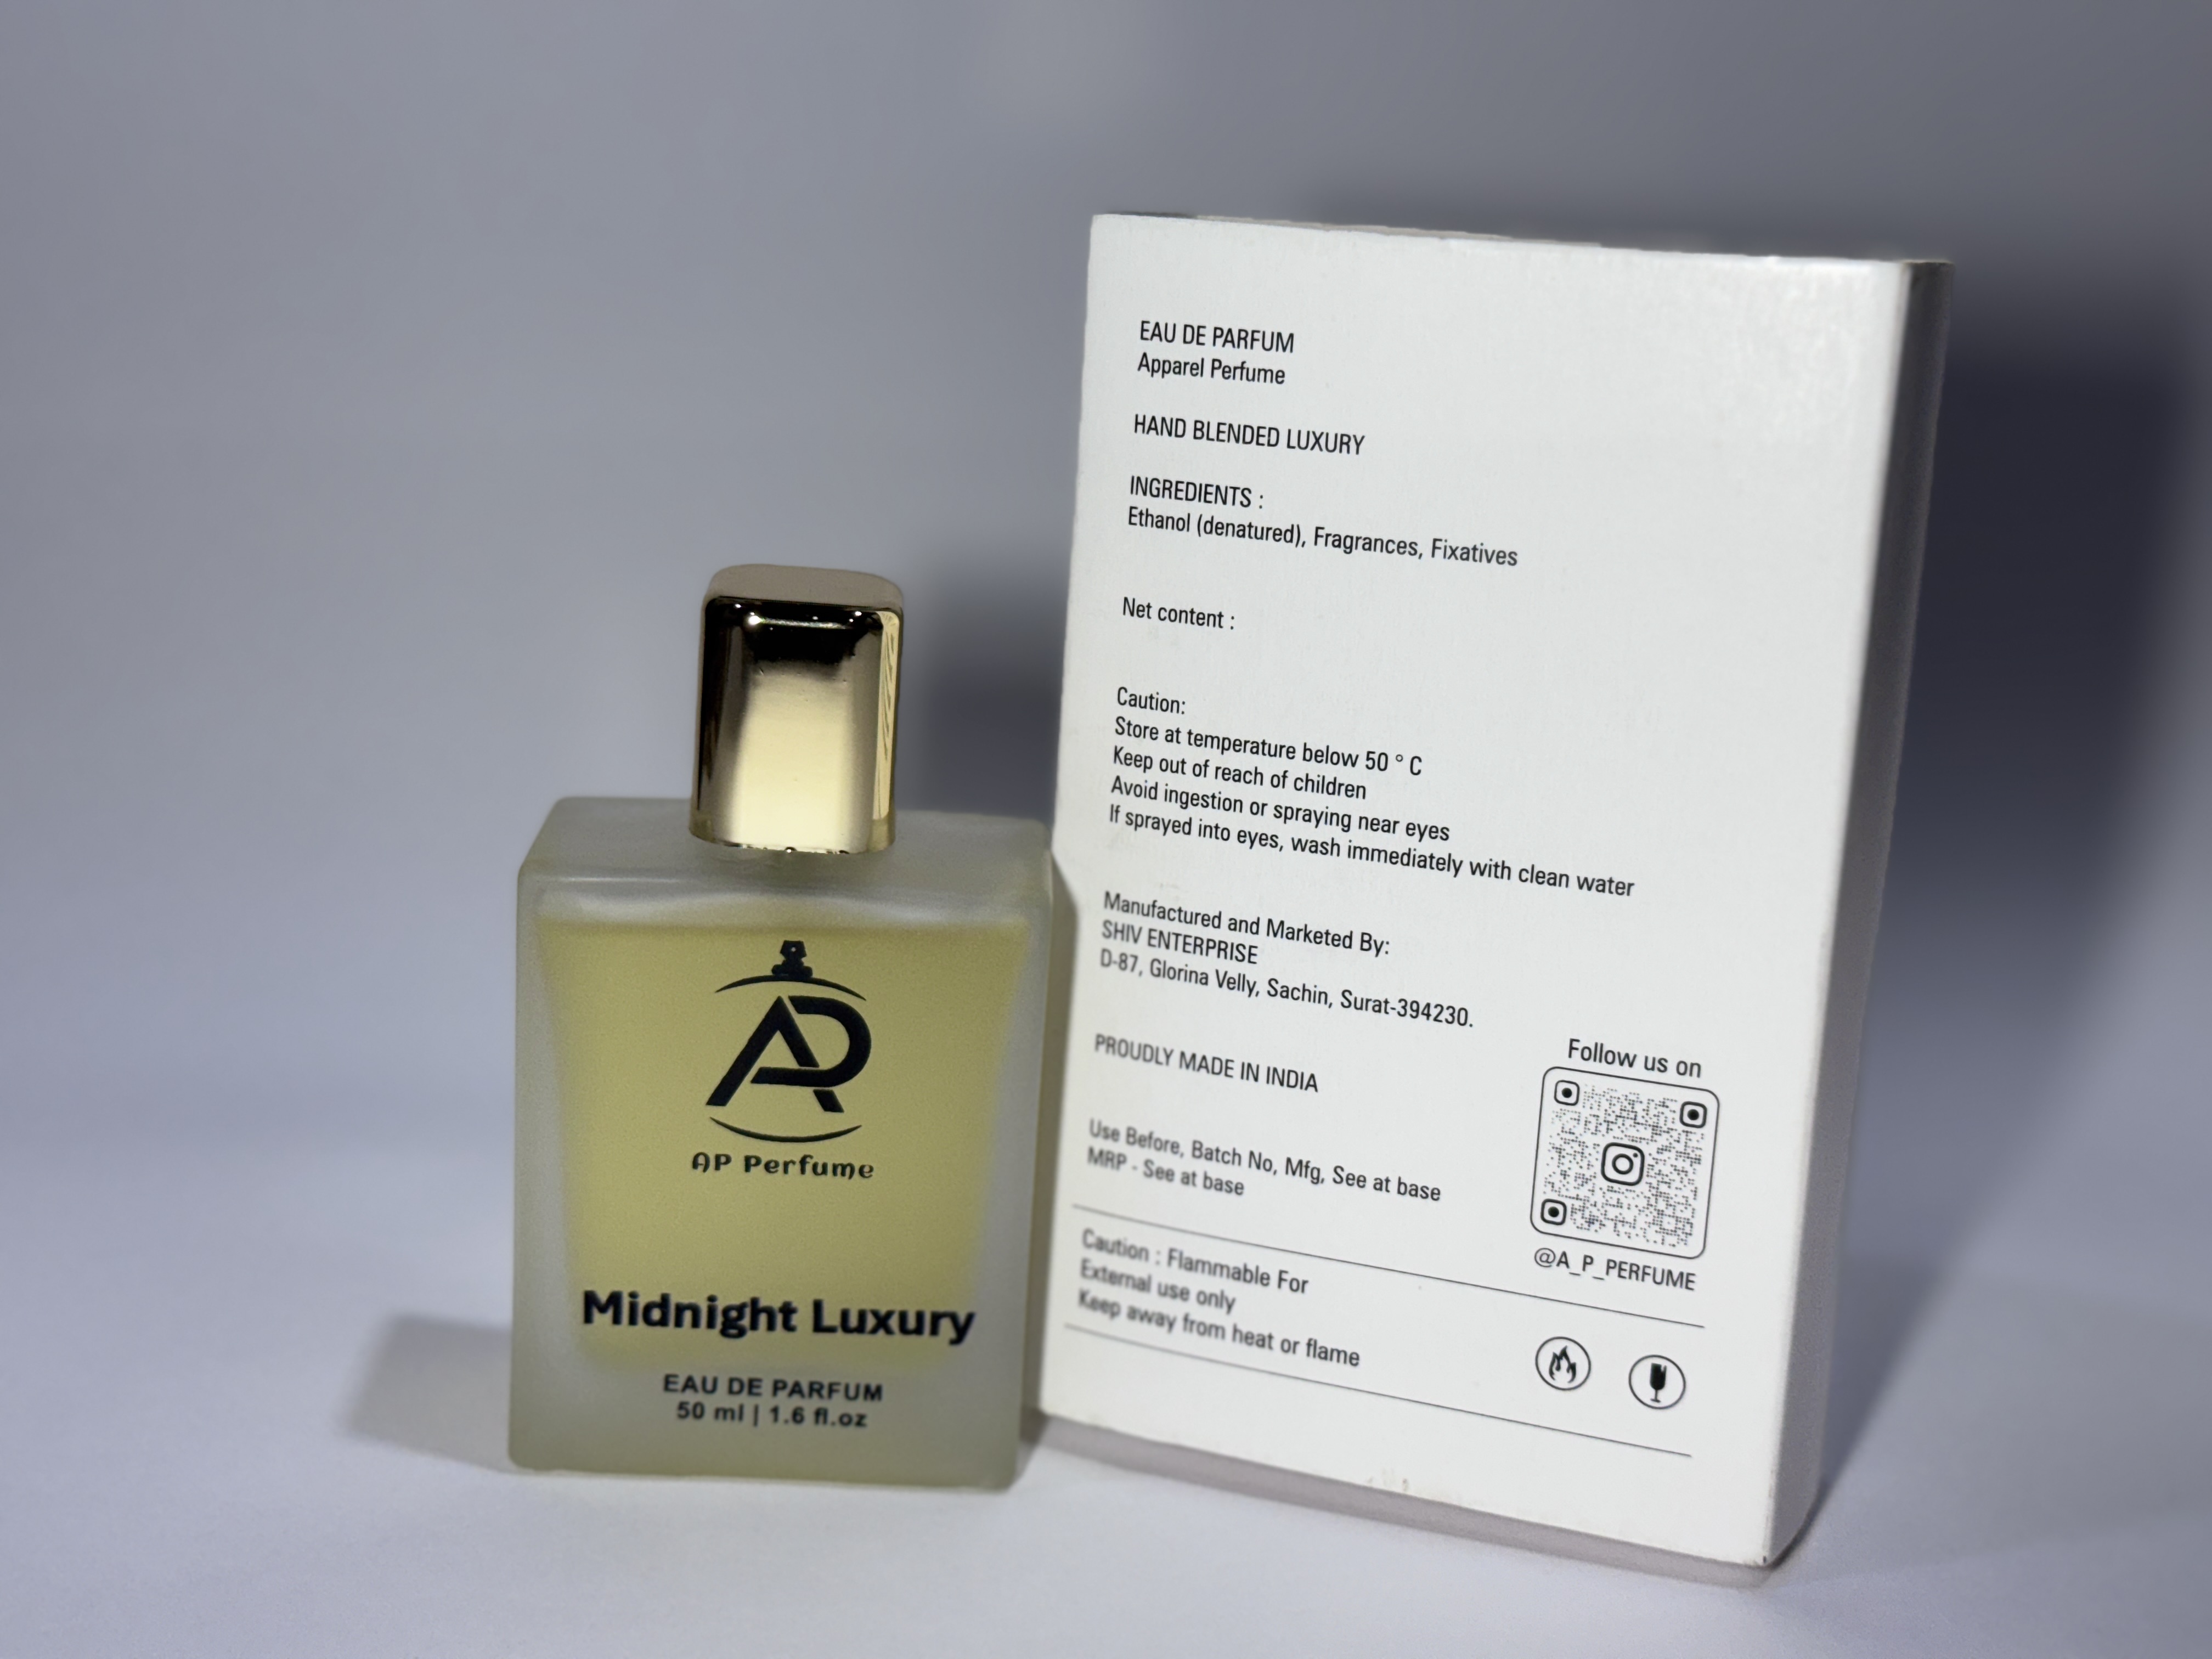 AP
AP Perfume
Midnight Luxury
EAU DE PARFUM
50 ml | 1.6 fl.oz
EAU DE PARFUM
Apparel Perfume
HAND BLENDED LUXURY
INGREDIENTS :
Ethanol (denatured), Fragrances, Fixatives
Net content :
Caution:
Store at temperature below 50 ° C
Keep out of reach of children
Avoid ingestion or spraying near eyes
If sprayed into eyes, wash immediately with clean water
Manufactured and Marketed By:
SHIV ENTERPRISE
D-87, Glorina Velly, Sachin, Surat-394230.
PROUDLY MADE IN INDIA
Use Before, Batch No, Mfg, See at base
MRP - See at base
Follow us on
@A_P_PERFUME
Caution : Flammable For
External use only
Keep away from heat or flame